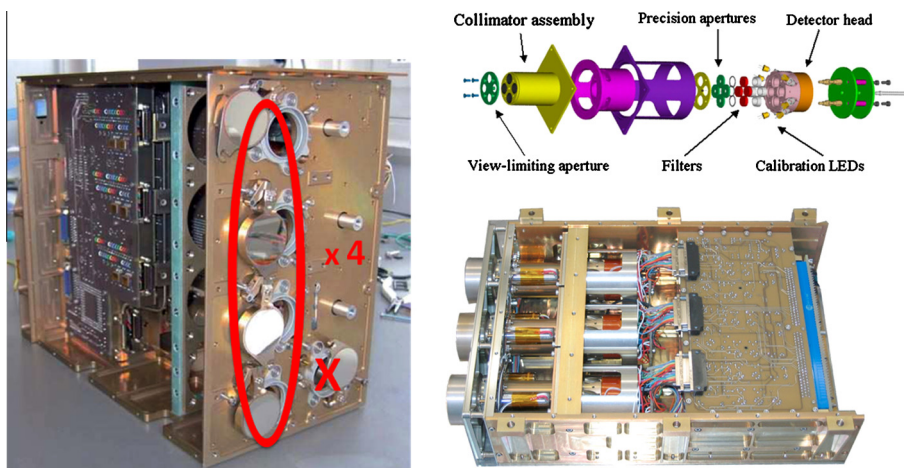 Collimator assembly
Precision apertures
Detector head
View-limiting aperture
Filters
Calibration LEDs
x 4
X